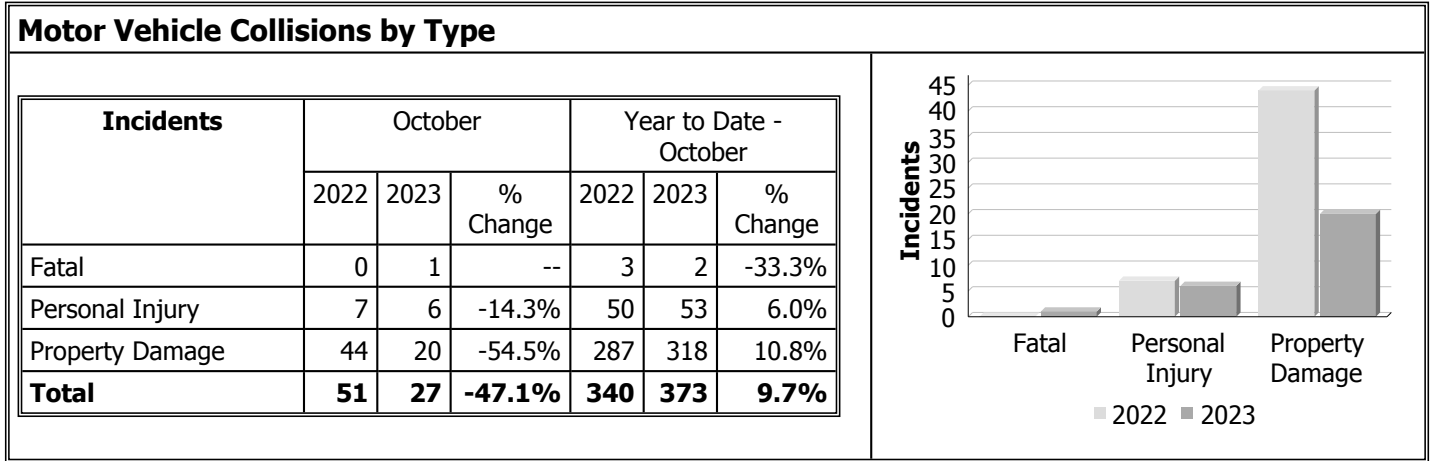 Motor Vehicle Collisions by Type
Incidents October Year to Date -
October
2022 2023 % 2022 2023 %
Change Change
Fatal 0 1 -- 3 2 -33.3%
Personal Injury 7 6 -14.3% 50 53 6.0%
Property Damage 44 20 -54.5% 287 318 10.8%
Total 51 27 -47.1% 340 373 9.7%
Incidents
45
40
35
30
25
20
15
10
5
0
Fatal Personal Property
Injury Damage
2022 2023